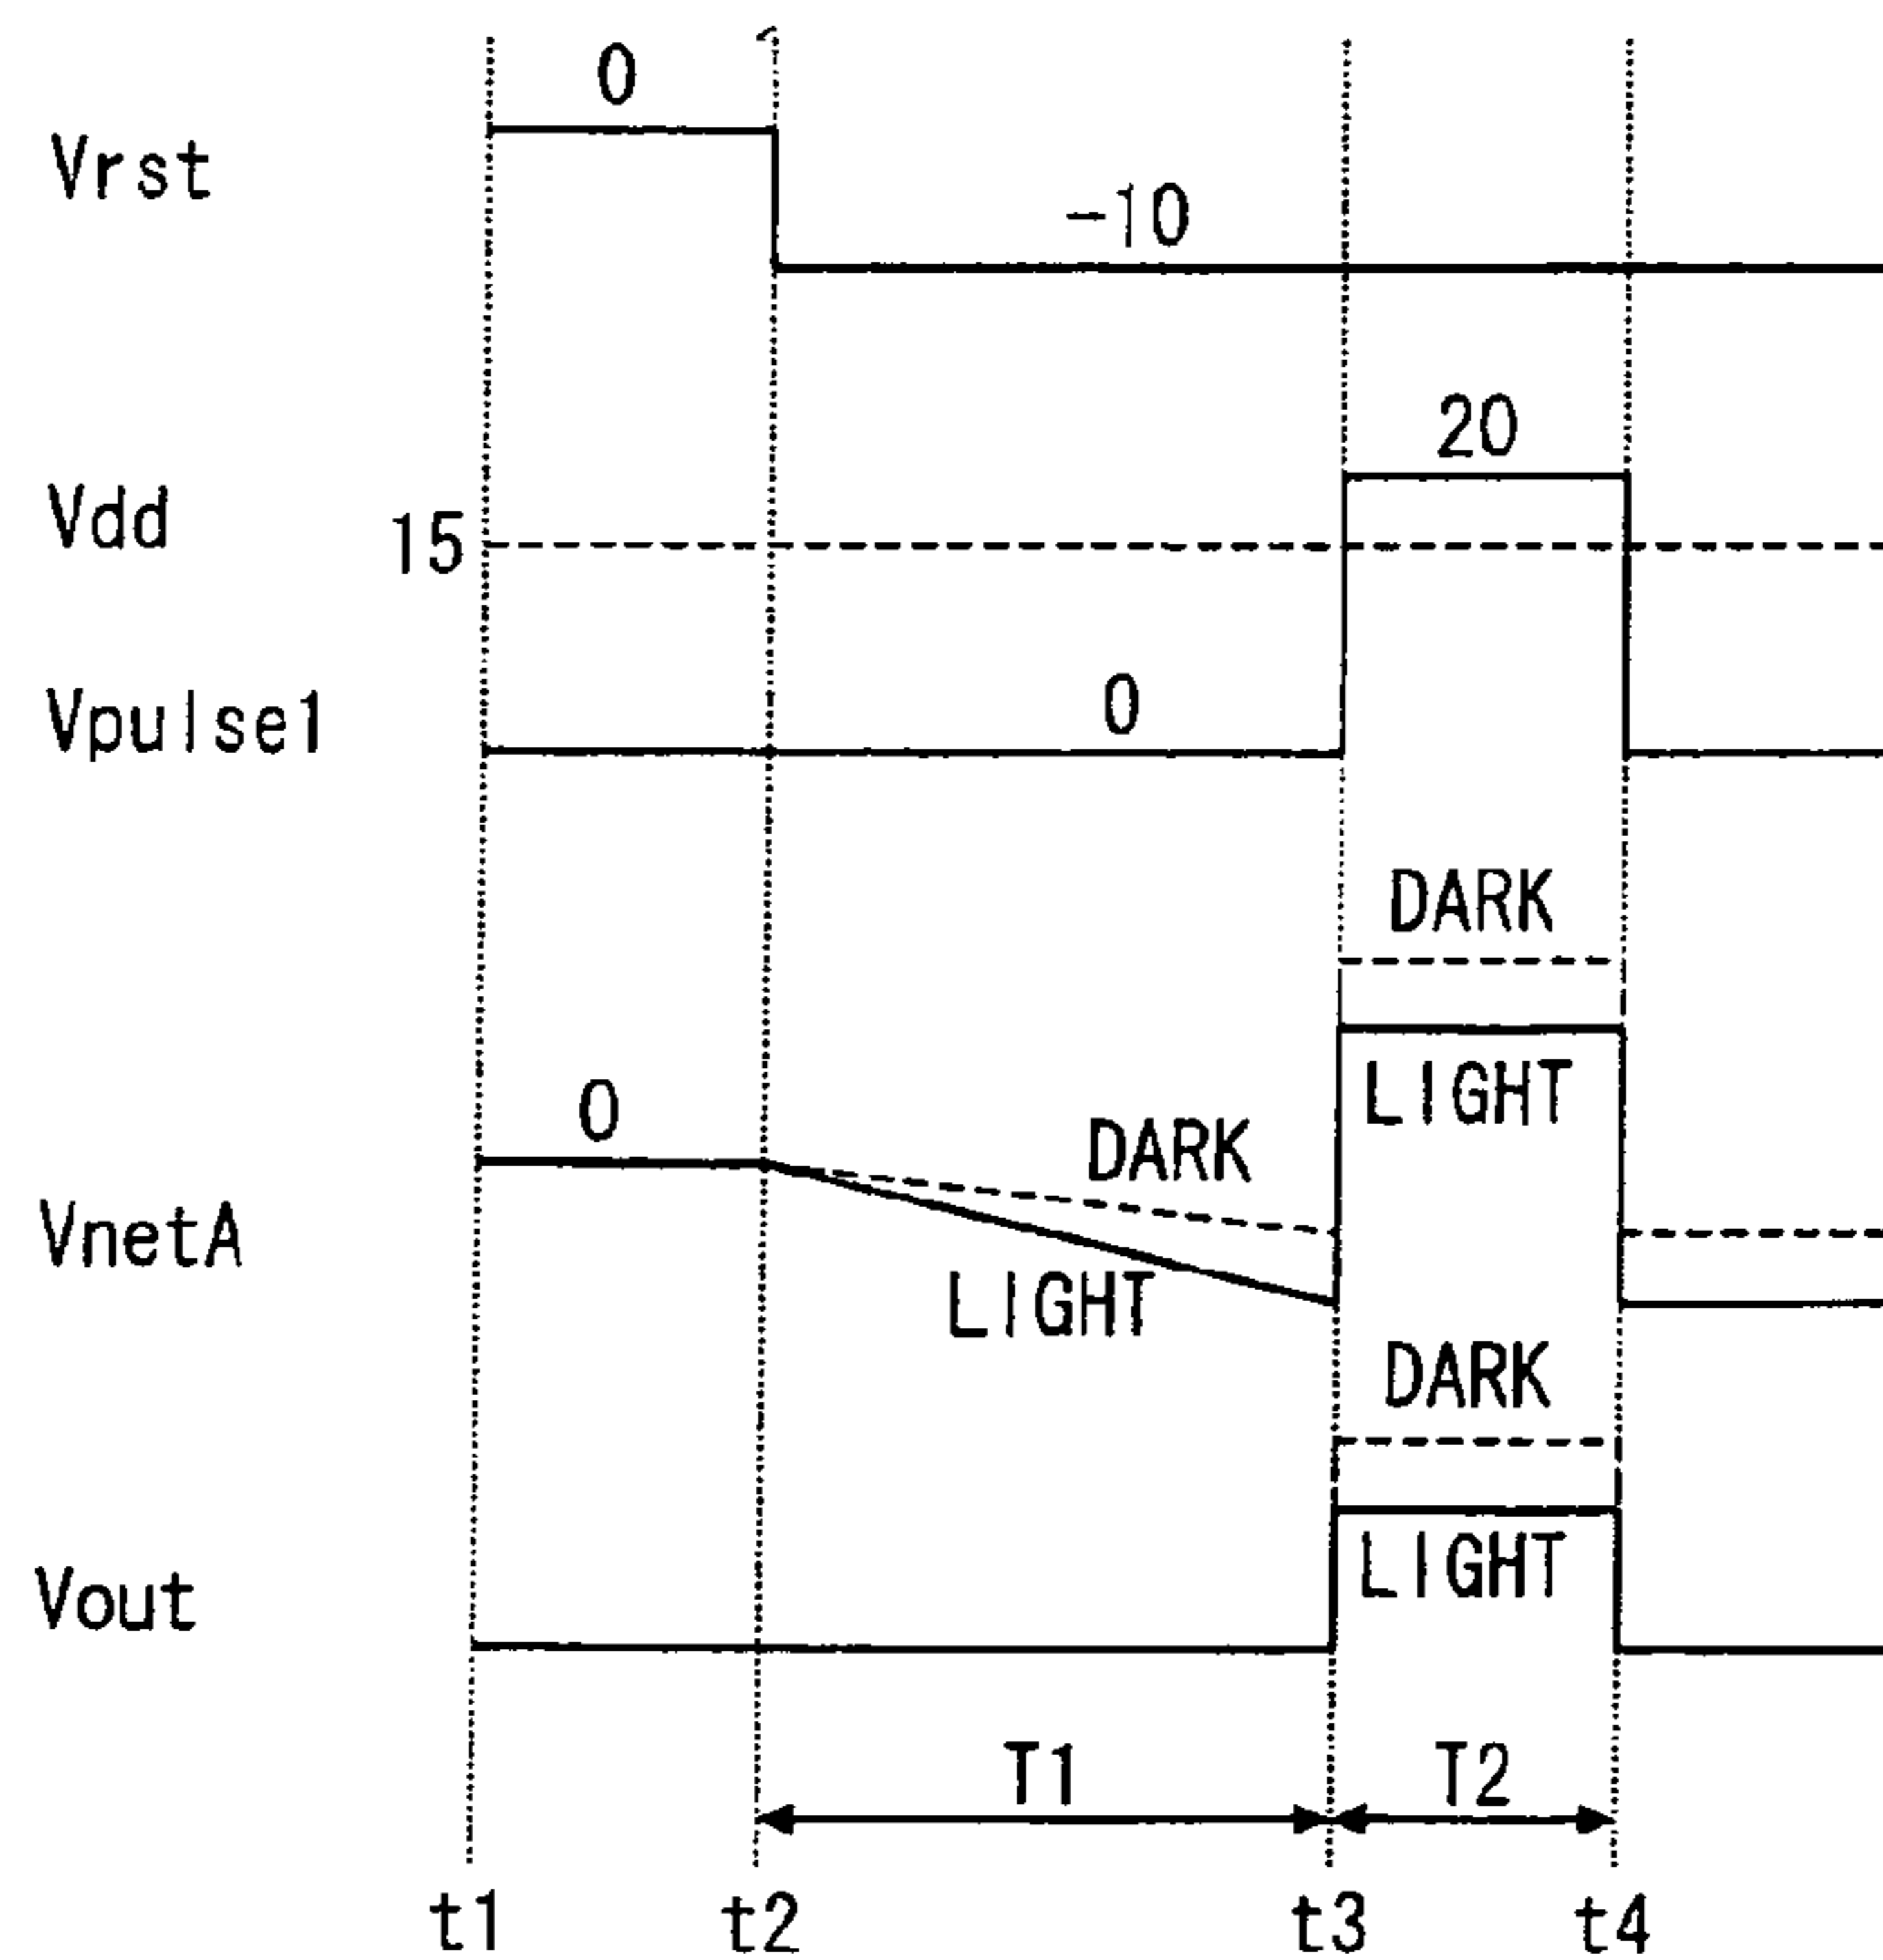 0
Vrst
-10
20
Vdd
15
0
Vpulse1
DARK
LIGHT
0
DARK
VnetA
LIGHT
DARK
LIGHT
Vout
T1
T2
t1
t2
t3
t4